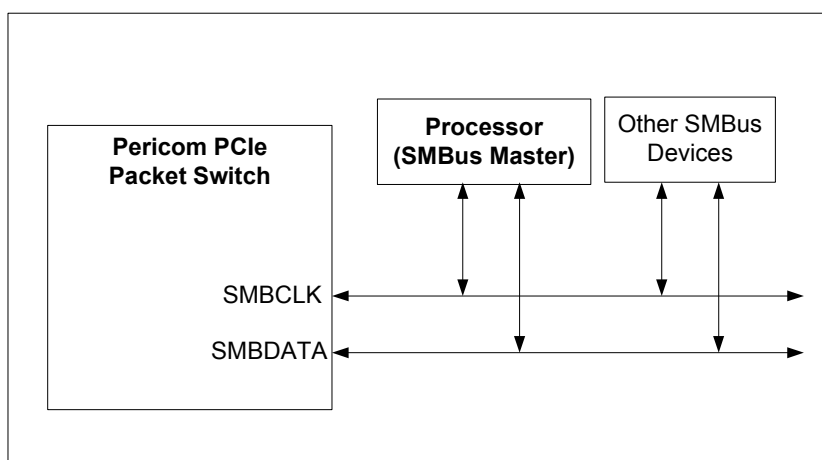 Pericom PCIe
Packet Switch
Processor
(SMBus Master)
Other SMBus
Devices
SMBCLK
SMBDATA